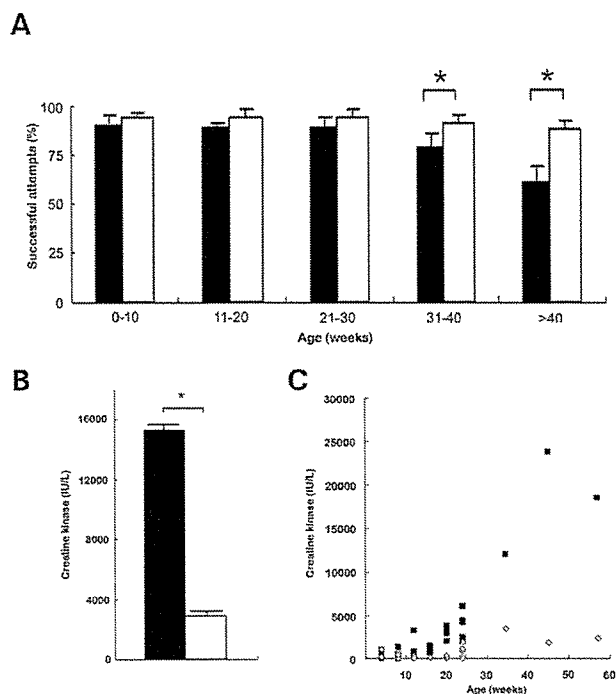 A
Successful attempts (%)
100
75
50
25
0
* *
0-10 11-20 21-30 31-40 >40
Age (weeks)
B
Creatine kinase (IU/L)
16000
12000
8000
4000
0
*
C
Creatine kinase (IU/L)
30000
25000
20000
15000
10000
5000
0
10 20 30 40 50 60
Age (weeks)